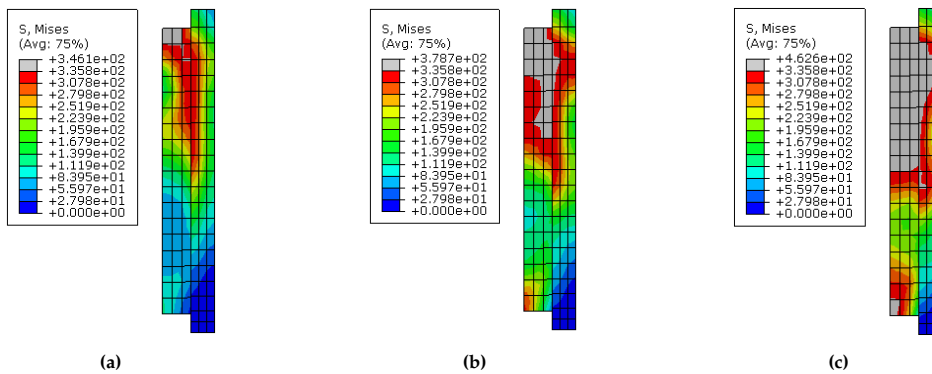 S, Mises
(Avg: 75%)
+3.461e+02
+3.358e+02
+3.078e+02
+2.798e+02
+2.519e+02
+2.239e+02
+1.959e+02
+1.679e+02
+1.399e+02
+1.119e+02
+8.395e+01
+5.597e+01
+2.798e+01
+0.000e+00
(a)
S, Mises
(Avg: 75%)
+3.787e+02
+3.358e+02
+3.078e+02
+2.798e+02
+2.519e+02
+2.239e+02
+1.959e+02
+1.679e+02
+1.399e+02
+1.119e+02
+8.395e+01
+5.597e+01
+2.798e+01
+0.000e+00
(b)
S, Mises
(Avg: 75%)
+4.626e+02
+3.358e+02
+3.078e+02
+2.798e+02
+2.519e+02
+2.239e+02
+1.959e+02
+1.679e+02
+1.399e+02
+1.119e+02
+8.395e+01
+5.597e+01
+2.798e+01
+0.000e+00
(c)